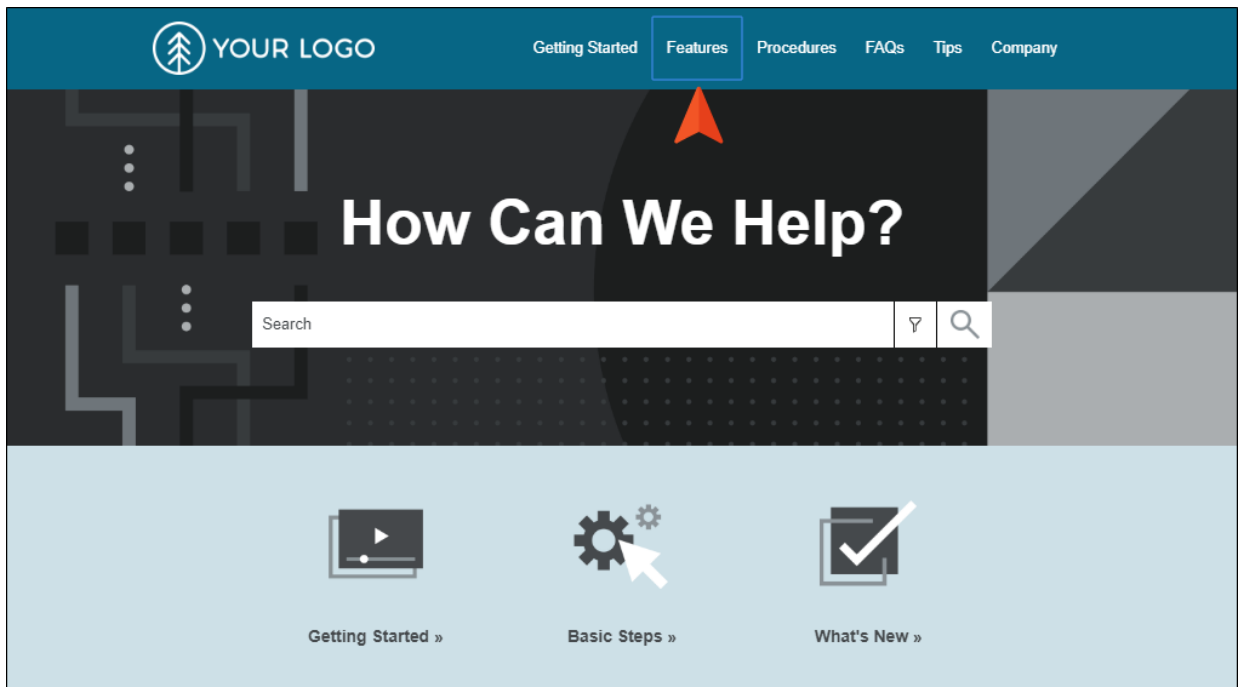 YOUR LOGO
Getting Started Features Procedures FAQs Tips Company
How Can We Help?
Search
Getting Started » Basic Steps » What's New »